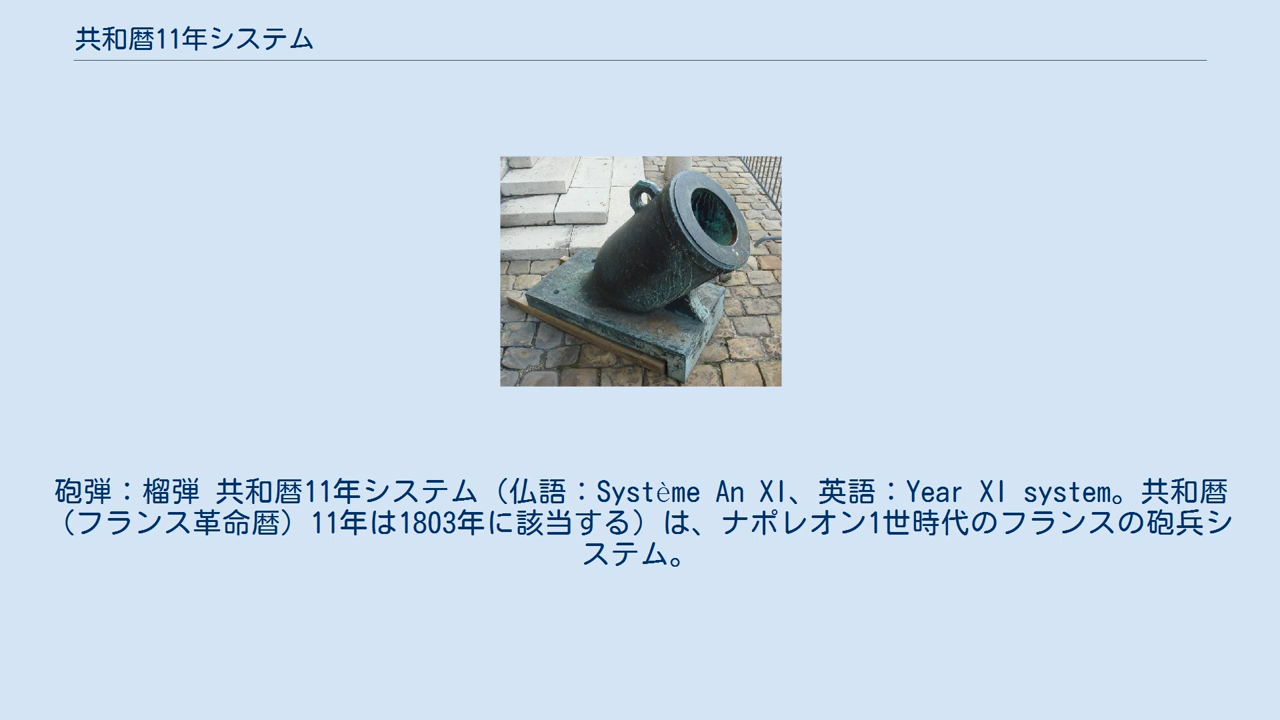 共和暦11年システム
砲弾：榴弾 共和暦11年システム（仏語：Système An XI、英語：Year XI system。共和暦
（フランス革命暦）11年は1803年に該当する）は、ナポレオン1世時代のフランスの砲兵シ
ステム。